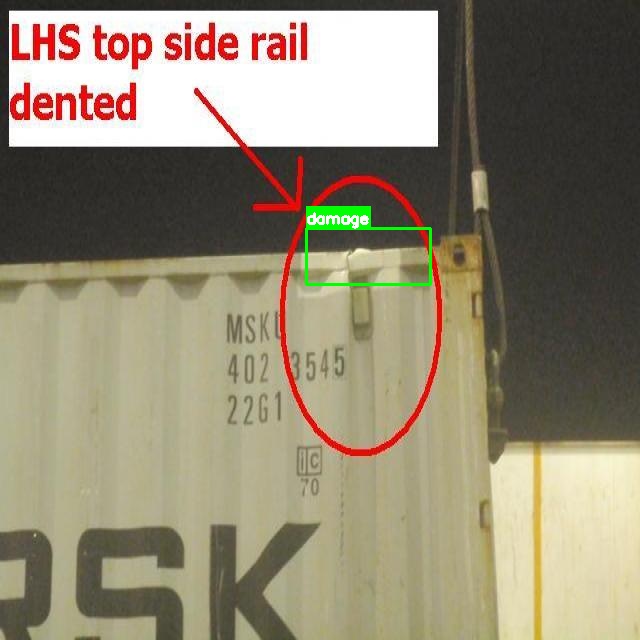 LHS top side rail
dented
damage
MSKU
402 3545
22G1
ic
70
RSK